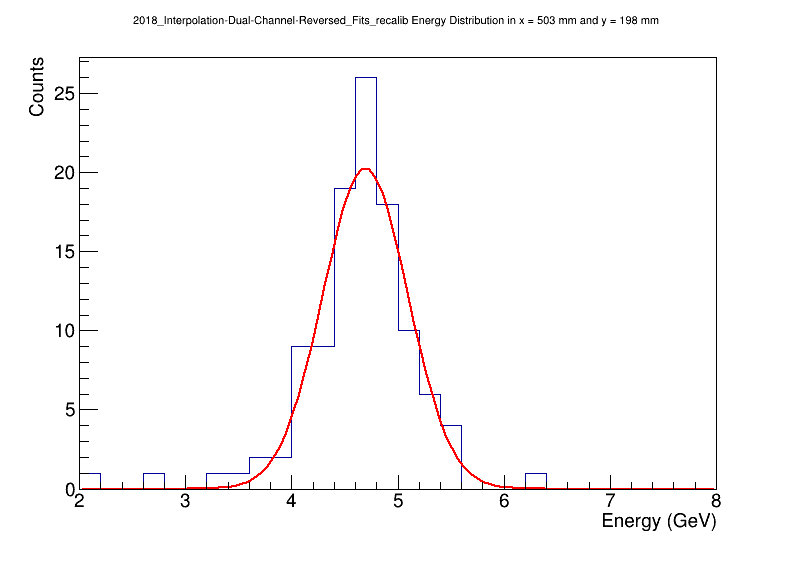 2018_Interpolation-Dual-Channel-Reversed_Fits_recalib Energy Distribution in x = 503 mm and y = 198 mm
Counts
25
20
15
10
5
0
2 3 4 5 6 7 8
Energy (GeV)